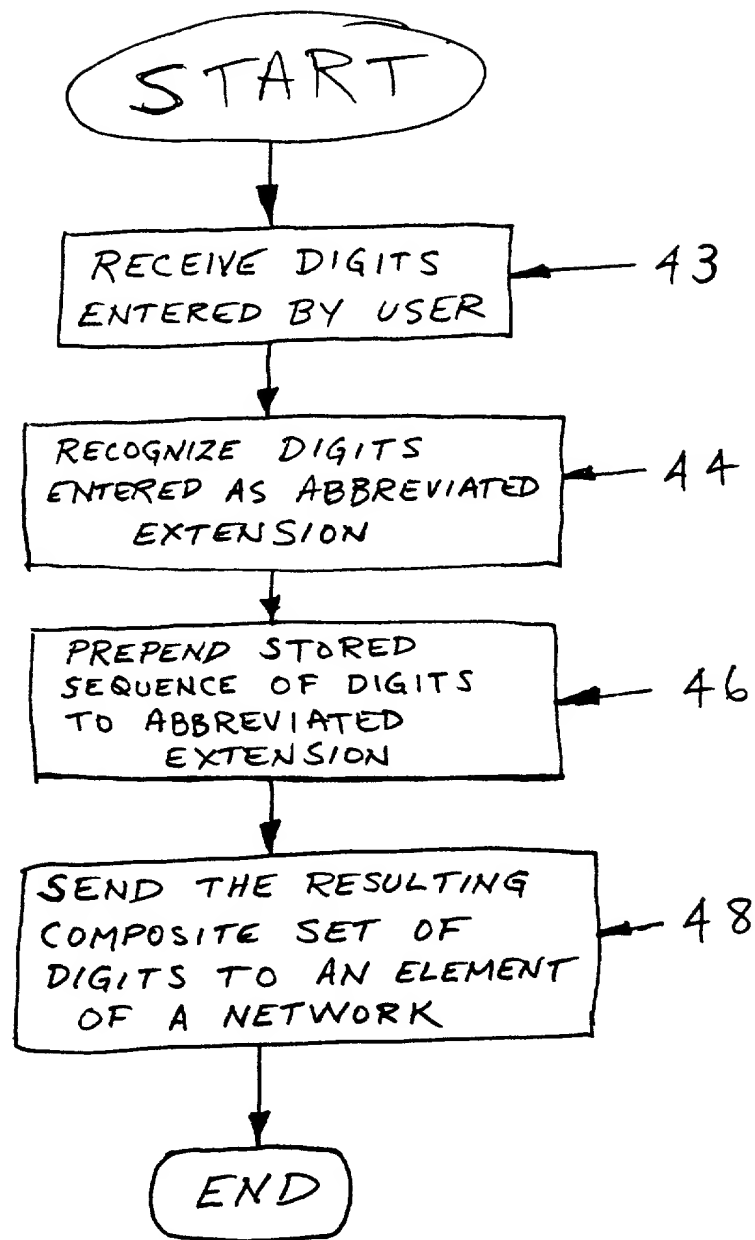 START
RECEIVE DIGITS
ENTERED BY USER
43
RECOGNIZE DIGITS
ENTERED AS ABBREVIATED
EXTENSION
44
PREPEND STORED
SEQUENCE OF DIGITS
TO ABBREVIATED
EXTENSION
46
SEND THE RESULTING
COMPOSITE SET OF
DIGITS TO AN ELEMENT
OF A NETWORK
48
END